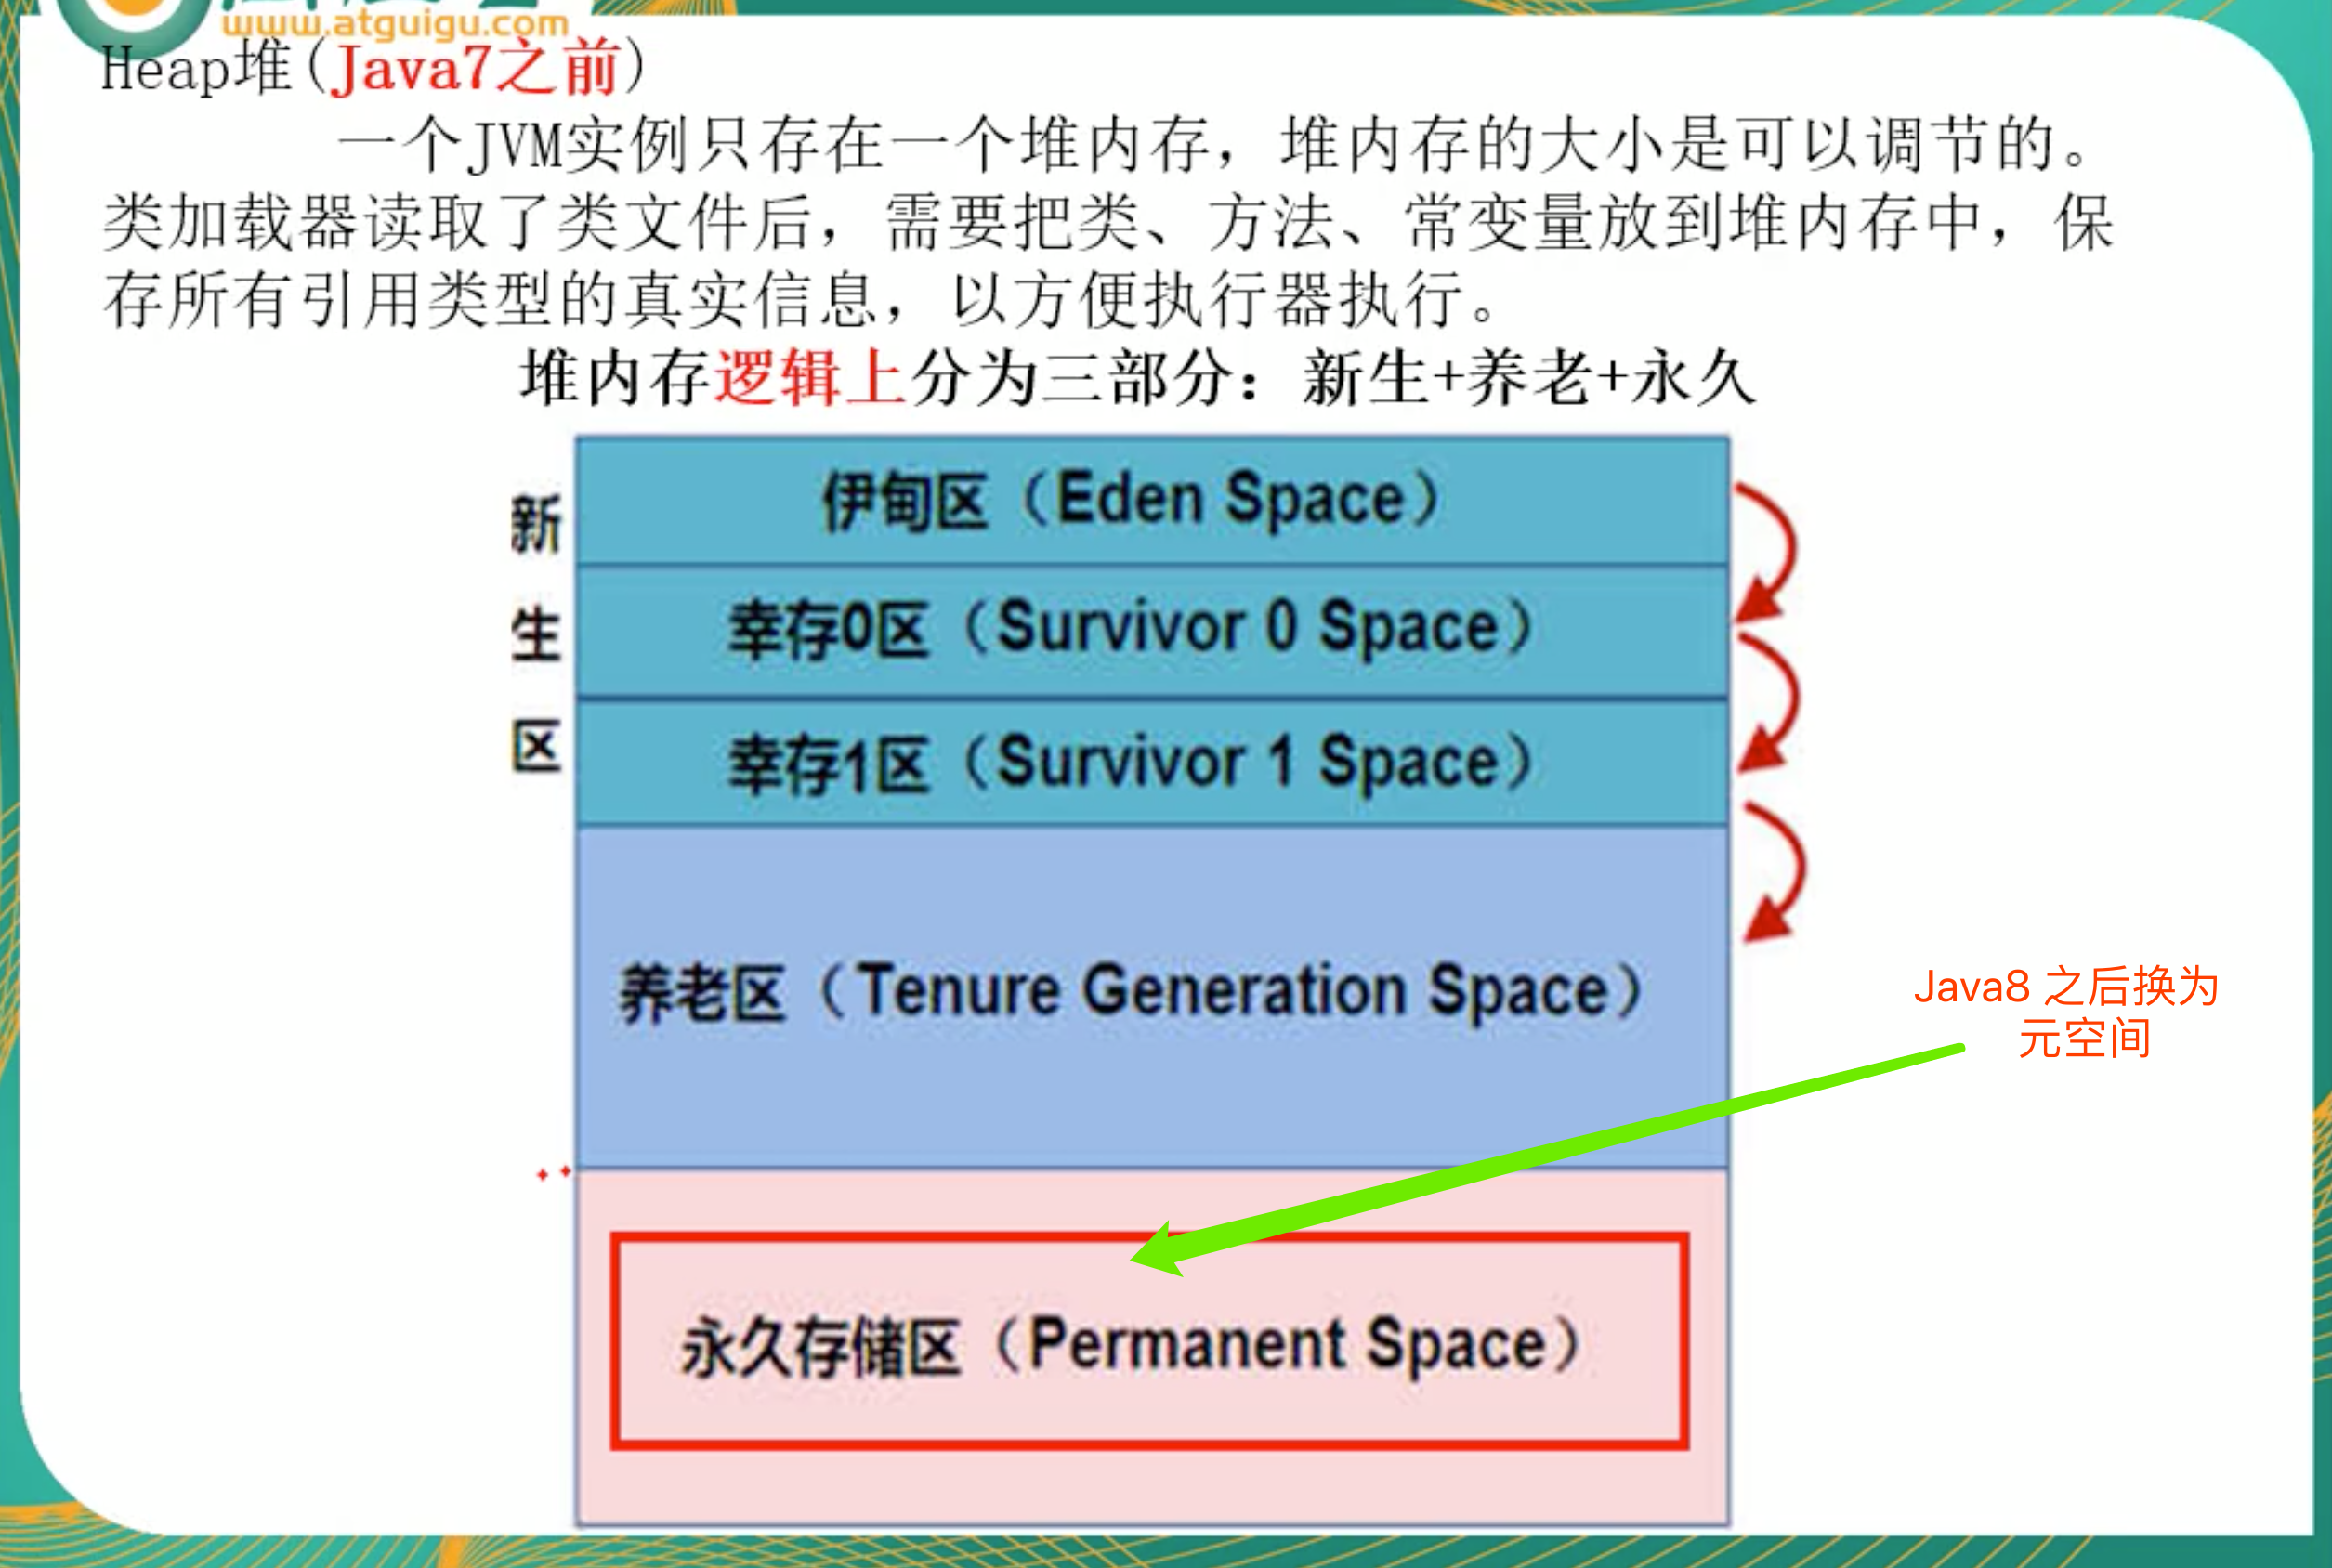 www.atguigu.com
Heap堆(Java7之前)
一个JVM实例只存在一个堆内存，堆内存的大小是可以调节的。
类加载器读取了类文件后，需要把类、方法、常变量放到堆内存中，保
存所有引用类型的真实信息，以方便执行器执行。
堆内存逻辑上分为三部分：新生+养老+永久
新
生
区
伊甸区（Eden Space）
幸存0区（Survivor 0 Space）
幸存1区（Survivor 1 Space）
养老区（Tenure Generation Space）
Java8 之后换为
元空间
永久存储区（Permanent Space）